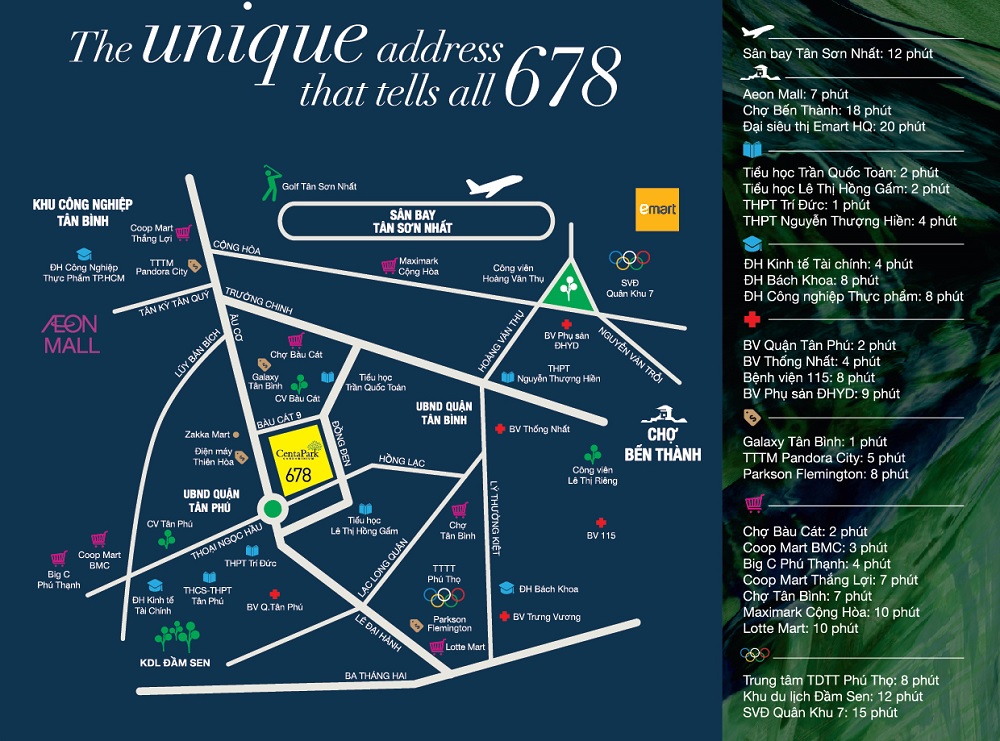 The unique address
that tells all 678
Golf Tân Sơn Nhất
KHU CÔNG NGHIỆP
TÂN BÌNH
SÂN BAY
TÂN SƠN NHẤT
emart
Coop Mart
Thắng Lợi
CỘNG HÒA
ĐH Công Nghiệp
Thực Phẩm TP.HCM
TTTM
Pandora City
Maximark
Cộng Hòa
Công viên
Hoàng Văn Thụ
SVĐ
Quân Khu 7
TÂN KỲ TÂN QUÝ
TRƯỜNG CHINH
ÂU CƠ
AEON
MALL
LŨY BÁN BÍCH
HOÀNG VĂN THỤ
NGUYỄN VĂN TRỖI
BV Phụ sản
ĐHYD
Chợ Bàu Cát
Galaxy
Tân Bình
CV Bàu Cát
Tiểu học
Trần Quốc Toản
THPT
Nguyễn Thượng Hiền
BÀU CÁT 9
ĐỒNG ĐEN
UBND QUẬN
TÂN BÌNH
BV Thống Nhất
CHỢ
BẾN THÀNH
Zakka Mart
Điện máy
Thiên Hòa
CentaPark
678
HỒNG LẠC
Công viên
Lê Thị Riêng
UBND QUẬN
TÂN PHÚ
LÝ THƯỜNG KIỆT
CV Tân Phú
THOẠI NGỌC HẦU
Tiểu học
Lê Thị Hồng Gấm
Chợ
Tân Bình
BV 115
Coop Mart
BMC
Big C
Phú Thạnh
THPT Trí Đức
LẠC LONG QUÂN
TTTT
Phú Thọ
THCS-THPT
Tân Phú
ĐH Kinh tế
Tài Chính
BV Q.Tân Phú
ĐH Bách Khoa
BV Trưng Vương
Parkson
Flemington
LÊ ĐẠI HÀNH
Lotte Mart
KDL ĐẦM SEN
BA THÁNG HAI
Sân bay Tân Sơn Nhất: 12 phút
Aeon Mall: 7 phút
Chợ Bến Thành: 18 phút
Đại siêu thị Emart HQ: 20 phút
Tiểu học Trần Quốc Toản: 2 phút
Tiểu học Lê Thị Hồng Gấm: 2 phút
THPT Trí Đức: 1 phút
THPT Nguyễn Thượng Hiền: 4 phút
ĐH Kinh tế Tài chính: 4 phút
ĐH Bách Khoa: 8 phút
ĐH Công nghiệp Thực phẩm: 8 phút
BV Quận Tân Phú: 2 phút
BV Thống Nhất: 4 phút
Bệnh viện 115: 8 phút
BV Phụ sản ĐHYD: 9 phút
Galaxy Tân Bình: 1 phút
TTTM Pandora City: 5 phút
Parkson Flemington: 8 phút
Chợ Bàu Cát: 2 phút
Coop Mart BMC: 3 phút
Big C Phú Thạnh: 4 phút
Coop Mart Thắng Lợi: 7 phút
Chợ Tân Bình: 7 phút
Maximark Cộng Hòa: 10 phút
Lotte Mart: 10 phút
Trung tâm TDTT Phú Thọ: 8 phút
Khu du lịch Đầm Sen: 12 phút
SVĐ Quân Khu 7: 15 phút